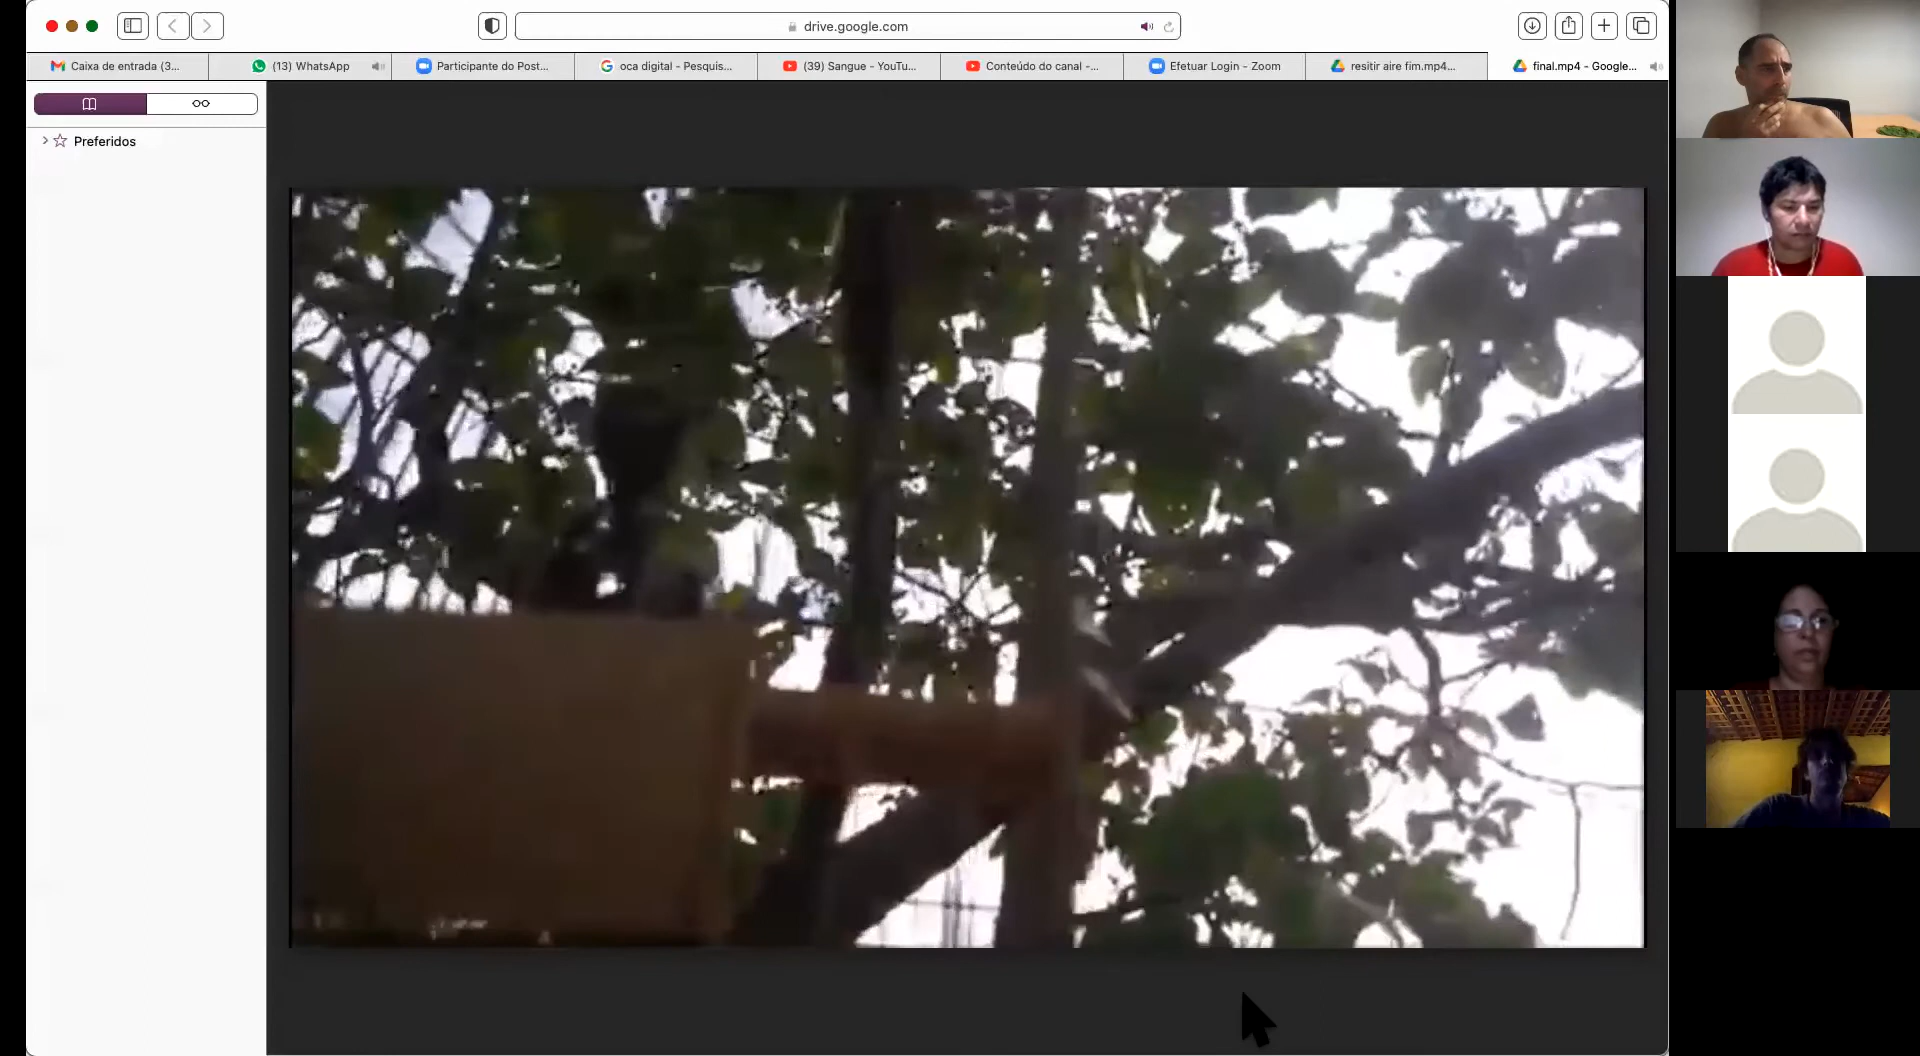 drive.google.com
Caixa de entrada (3...
(13) WhatsApp
Participante do Post...
oca digital - Pesquis...
(39) Sangue - YouTu...
Conteúdo do canal -...
Efetuar Login - Zoom
resitir aire fim.mp4...
final.mp4 - Google...
Preferidos